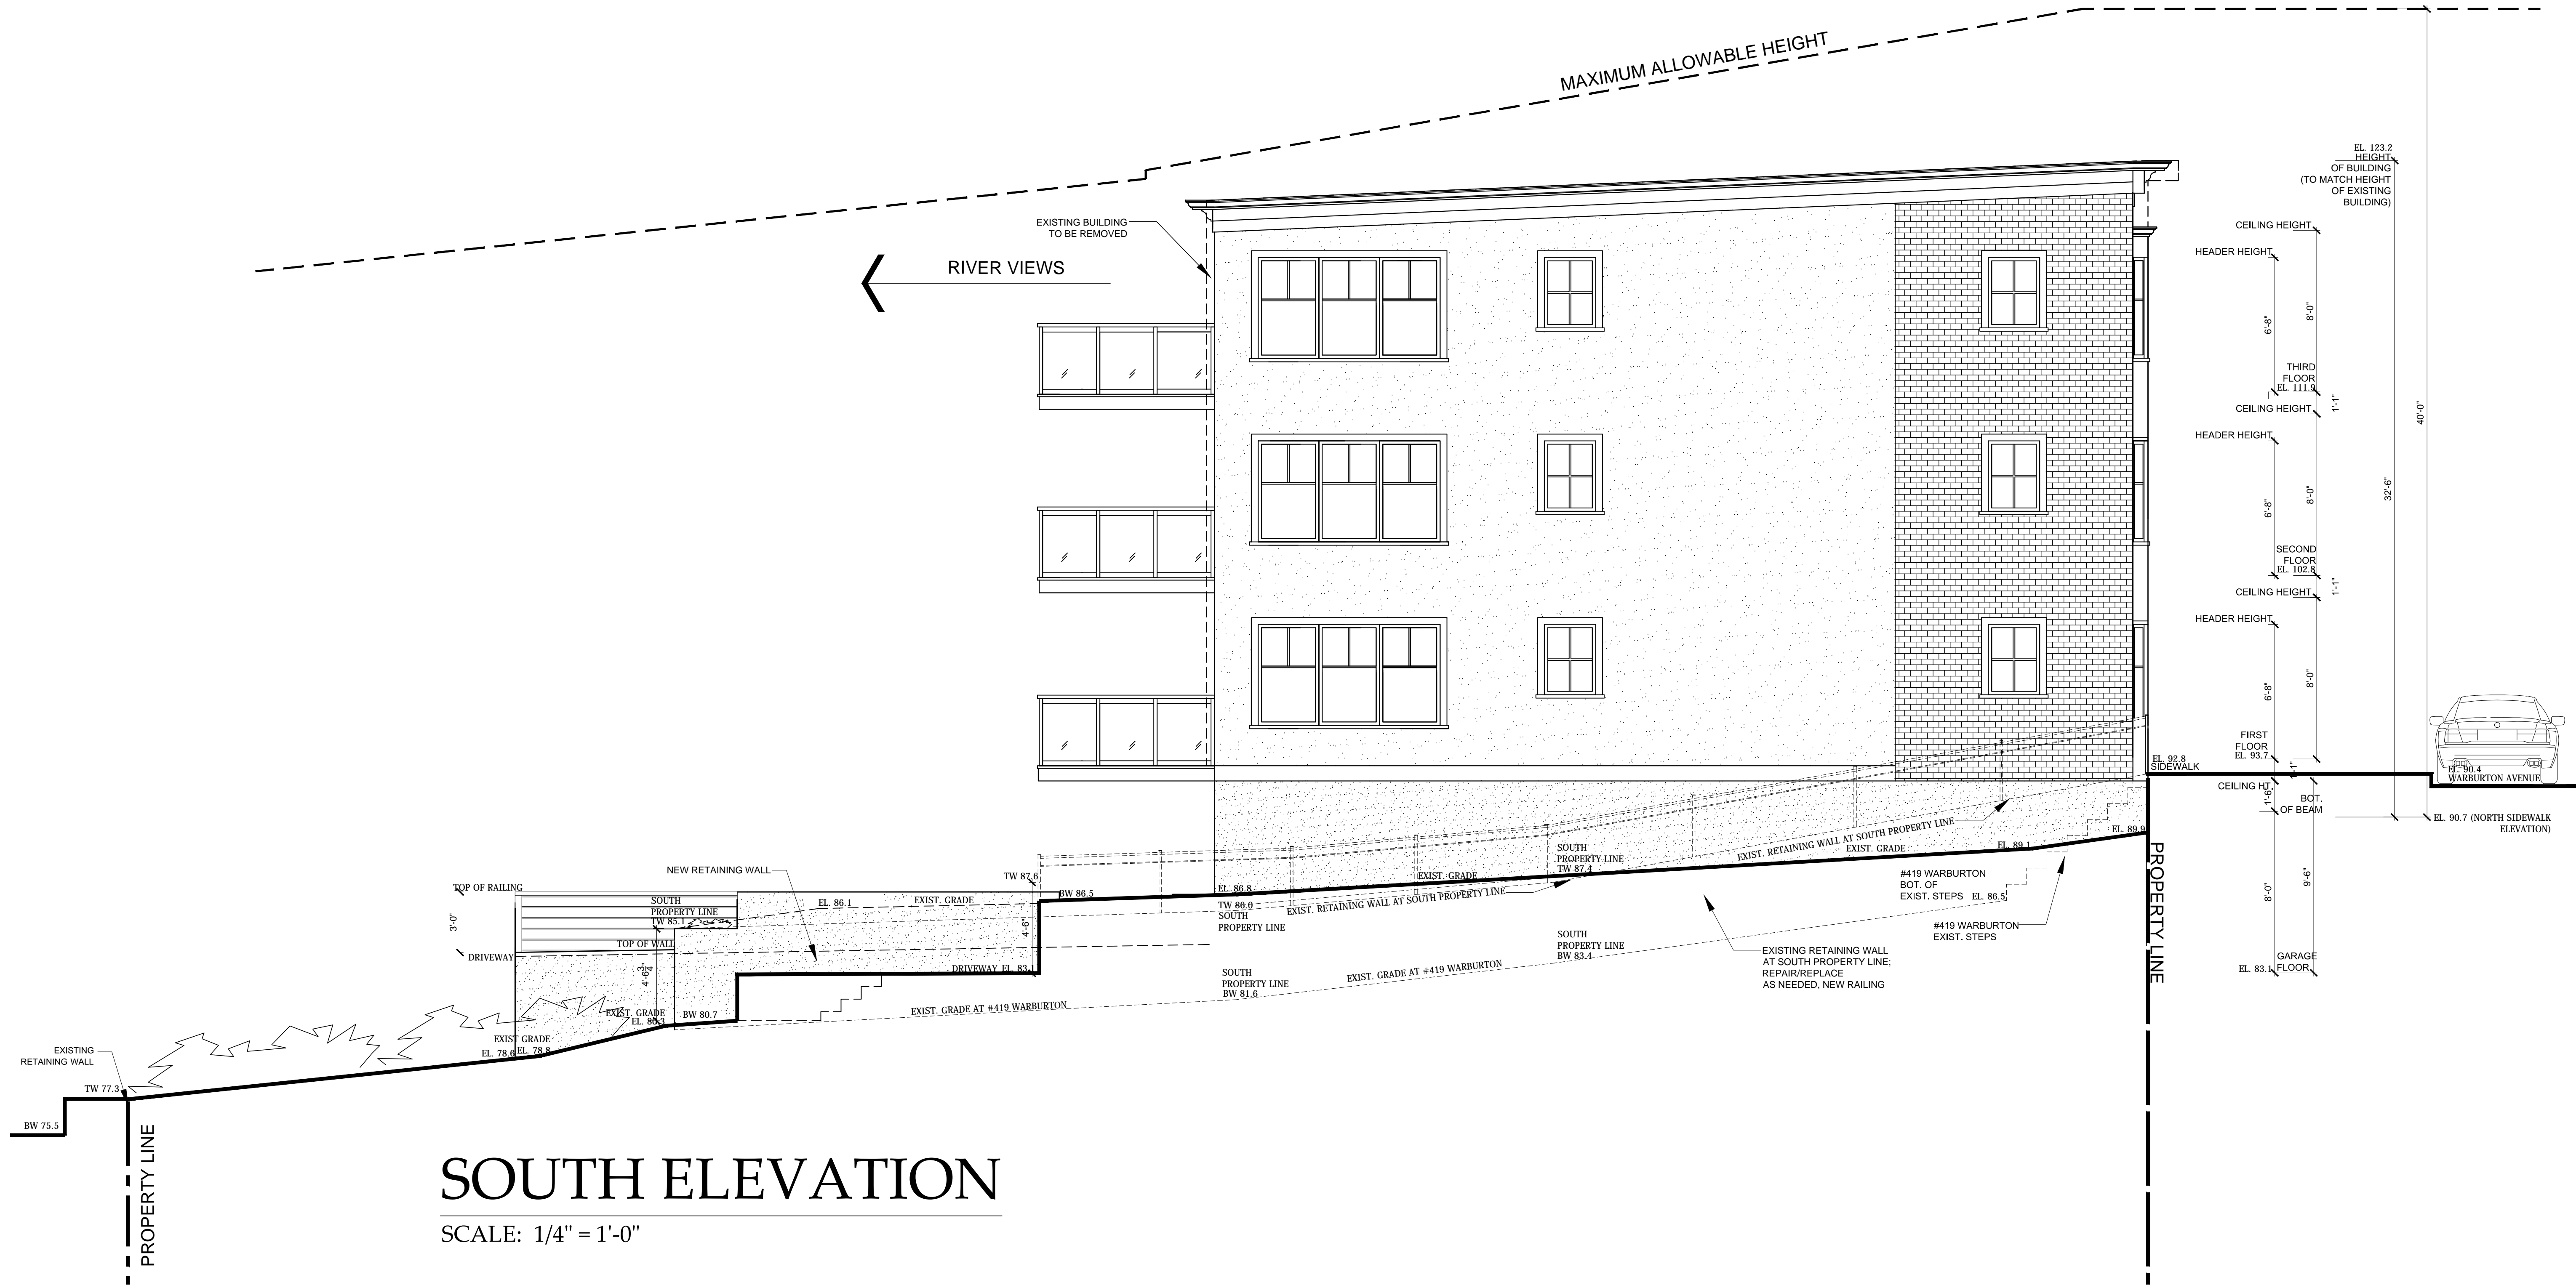 MAXIMUM ALLOWABLE HEIGHT
EL. 123.2
HEIGHT
OF BUILDING
(TO MATCH HEIGHT
OF EXISTING
BUILDING)
EXISTING BUILDING
TO BE REMOVED
RIVER VIEWS
CEILING HEIGHT
HEADER HEIGHT
8'-0"
6'-8"
THIRD
FLOOR
EL. 111.9
1'-1"
CEILING HEIGHT
HEADER HEIGHT
40'-0"
32'-6"
8'-0"
6'-8"
SECOND
FLOOR
EL. 102.8
1'-1"
CEILING HEIGHT
HEADER HEIGHT
8'-0"
6'-8"
FIRST
FLOOR
EL. 93.7
EL. 92.8
SIDEWALK
1'-1"
EL. 90.4
WARBURTON AVENUE
CEILING HT.
1'-6"
BOT.
OF BEAM
EL. 90.7 (NORTH SIDEWALK
ELEVATION)
EL. 89.9
EXIST. RETAINING WALL AT SOUTH PROPERTY LINE
EXIST. GRADE
EL. 89.1
SOUTH
PROPERTY LINE
TW 87.4
EXIST. GRADE
#419 WARBURTON
BOT. OF
EXIST. STEPS EL. 86.5
9'-6"
8'-0"
NEW RETAINING WALL
TW 87.6
BW 86.5
EL. 86.8
TW 86.0
SOUTH
PROPERTY LINE
EXIST. RETAINING WALL AT SOUTH PROPERTY LINE
#419 WARBURTON
EXIST. STEPS
TOP OF RAILING
SOUTH
PROPERTY LINE
TW 85.1
EL. 86.1
EXIST. GRADE
4'-6"
3'-0"
TOP OF WALL
DRIVEWAY
DRIVEWAY EL. 83.1
4'-6 3/4"
SOUTH
PROPERTY LINE
BW 83.4
EXISTING RETAINING WALL
AT SOUTH PROPERTY LINE;
REPAIR/REPLACE
AS NEEDED, NEW RAILING
GARAGE
FLOOR
EL. 83.1
PROPERTY LINE
SOUTH
PROPERTY LINE
BW 81.6
EXIST. GRADE AT #419 WARBURTON
EXIST. GRADE AT #419 WARBURTON
EXIST. GRADE
EL. 80.3
BW 80.7
EXIST GRADE
EL. 78.6
EL. 78.8
EXISTING
RETAINING WALL
TW 77.3
BW 75.5
PROPERTY LINE
SOUTH ELEVATION
SCALE: 1/4" = 1'-0"